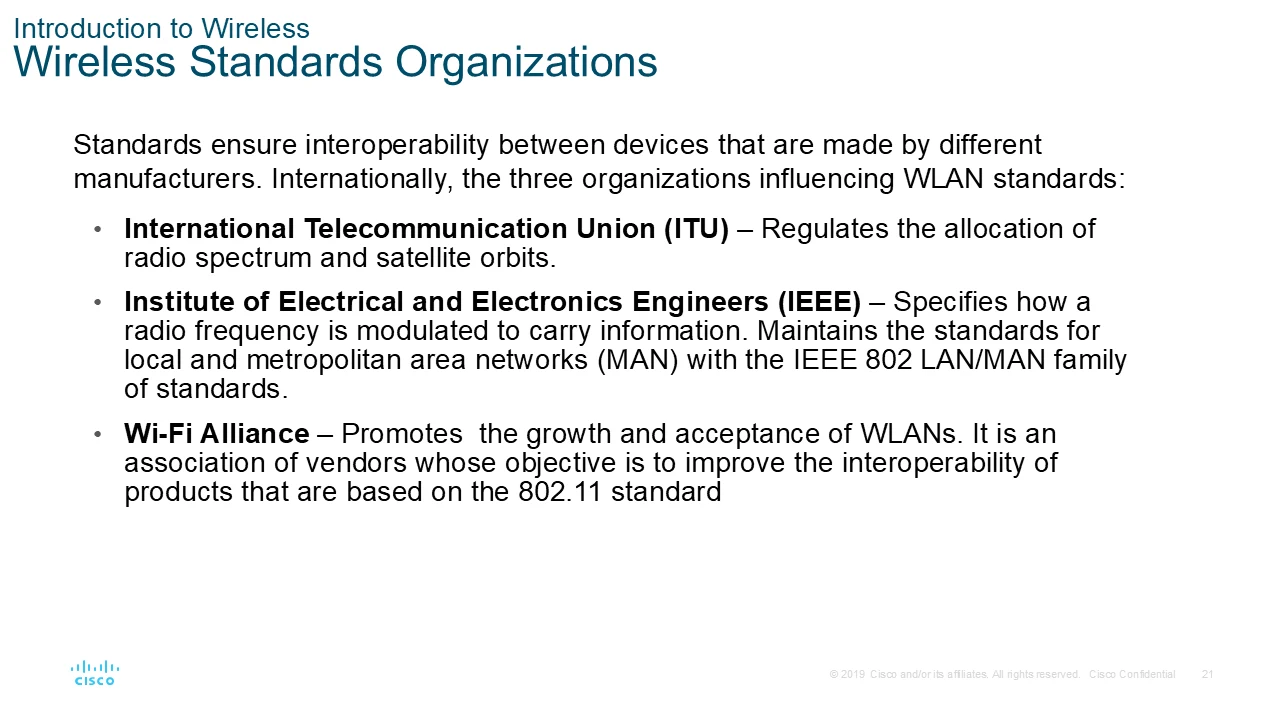 Introduction to Wireless
Wireless Standards Organizations
Standards ensure interoperability between devices that are made by different
manufacturers. Internationally, the three organizations influencing WLAN standards:
• International Telecommunication Union (ITU) – Regulates the allocation of
radio spectrum and satellite orbits.
• Institute of Electrical and Electronics Engineers (IEEE) – Specifies how a
radio frequency is modulated to carry information. Maintains the standards for
local and metropolitan area networks (MAN) with the IEEE 802 LAN/MAN family
of standards.
• Wi-Fi Alliance – Promotes  the growth and acceptance of WLANs. It is an
association of vendors whose objective is to improve the interoperability of
products that are based on the 802.11 standard
CISCO
© 2019 Cisco and/or its affiliates. All rights reserved. Cisco Confidential 21